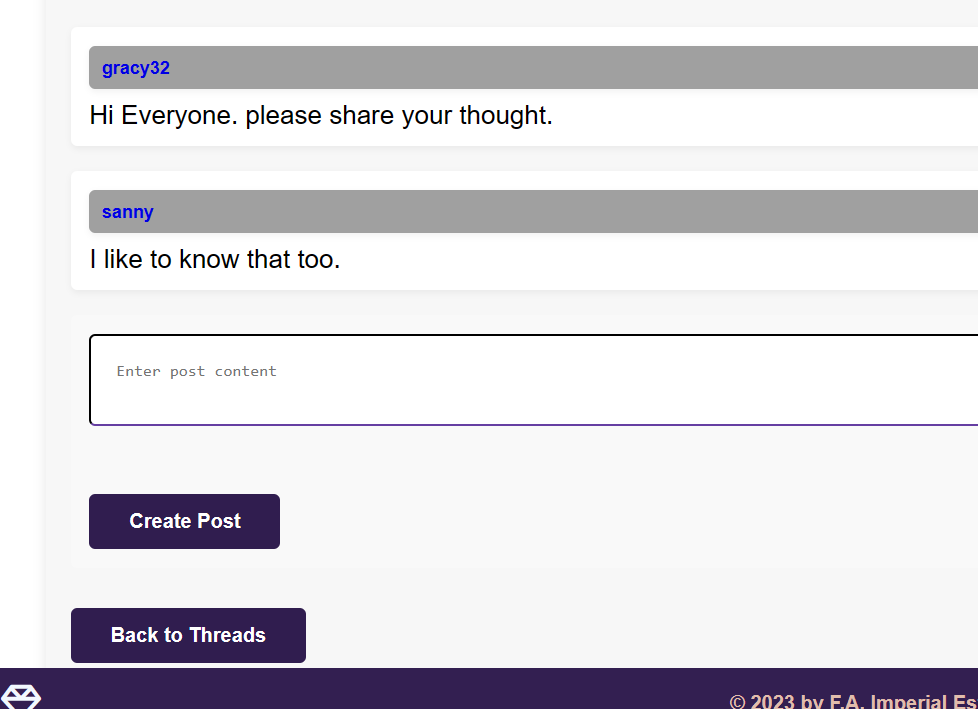 gracy32
Hi Everyone. please share your thought.
sanny
I like to know that too.
Enter post content
Create Post
Back to Threads
© 2023 by F.A. Imperial